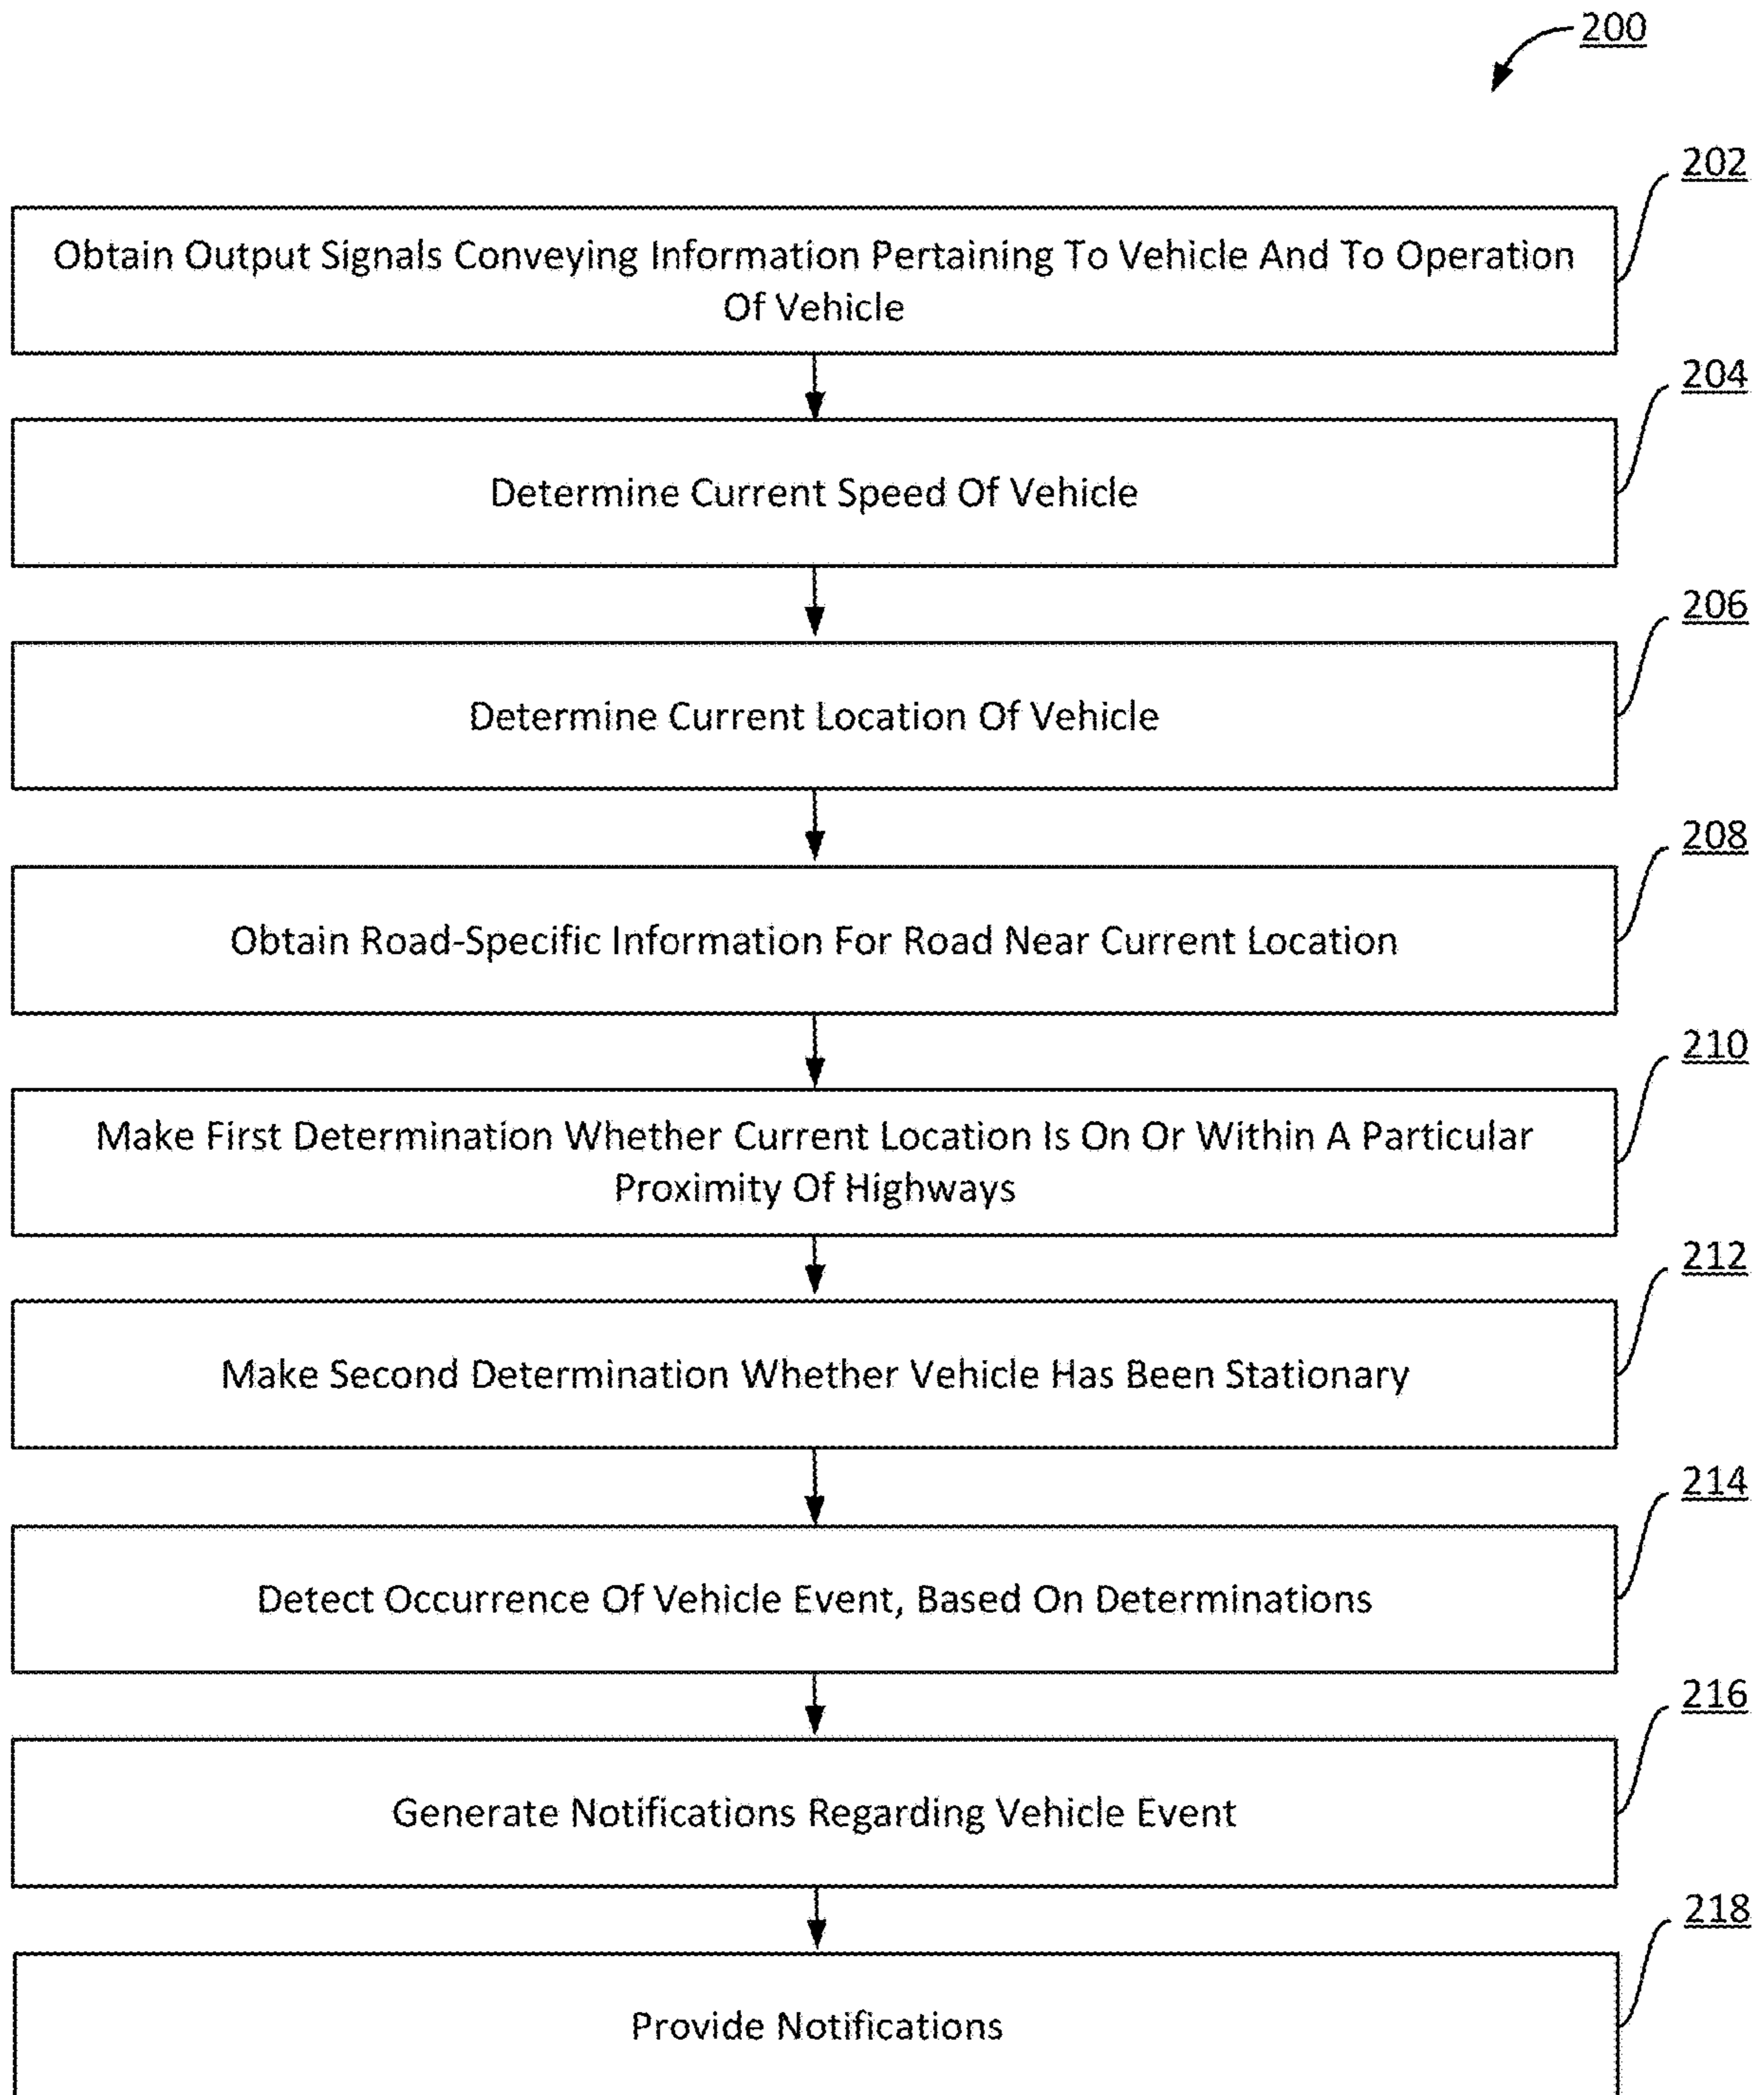 200
202
Obtain Output Signals Conveying Information Pertaining To Vehicle And To Operation
Of Vehicle
204
Determine Current Speed Of Vehicle
206
Determine Current Location Of Vehicle
208
Obtain Road-Specific Information For Road Near Current Location
210
Make First Determination Whether Current Location Is On Or Within A Particular
Proximity Of Highways
212
Make Second Determination Whether Vehicle Has Been Stationary
214
Detect Occurrence Of Vehicle Event, Based On Determinations
216
Generate Notifications Regarding Vehicle Event
218
Provide Notifications